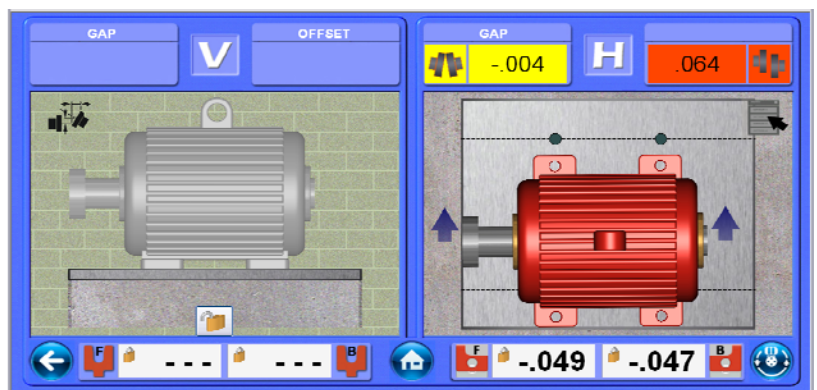 GAP
V
OFFSET
GAP
-.004
H
.064
F
- - -
- - -
B
F
-.049
-.047
B